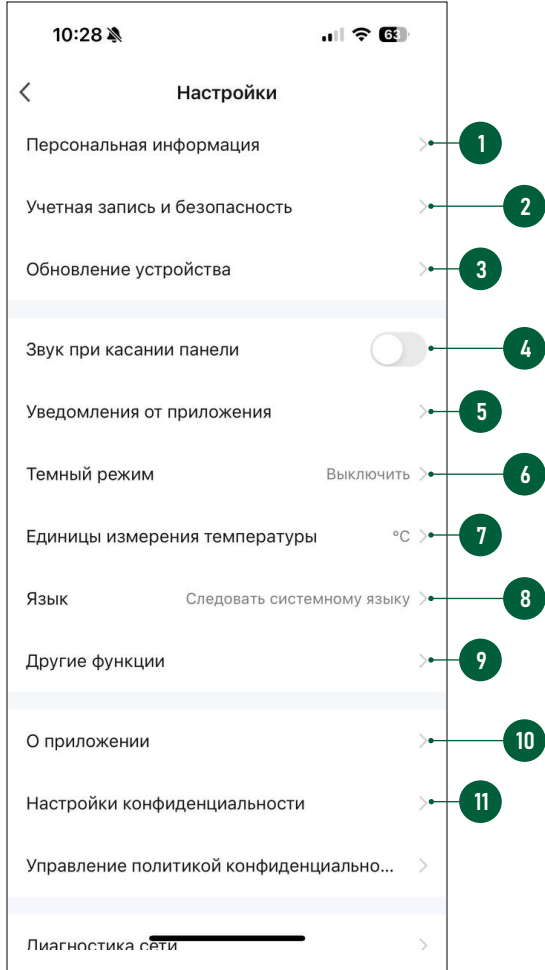 10:28
63
Настройки
Персональная информация
1
Учетная запись и безопасность
2
Обновление устройства
3
Звук при касании панели
4
Уведомления от приложения
5
Темный режим Выключить
6
Единицы измерения температуры °C
7
Язык Следовать системному языку
8
Другие функции
9
О приложении
10
Настройки конфиденциальности
11
Управление политикой конфиденциально...
Диагностика сети